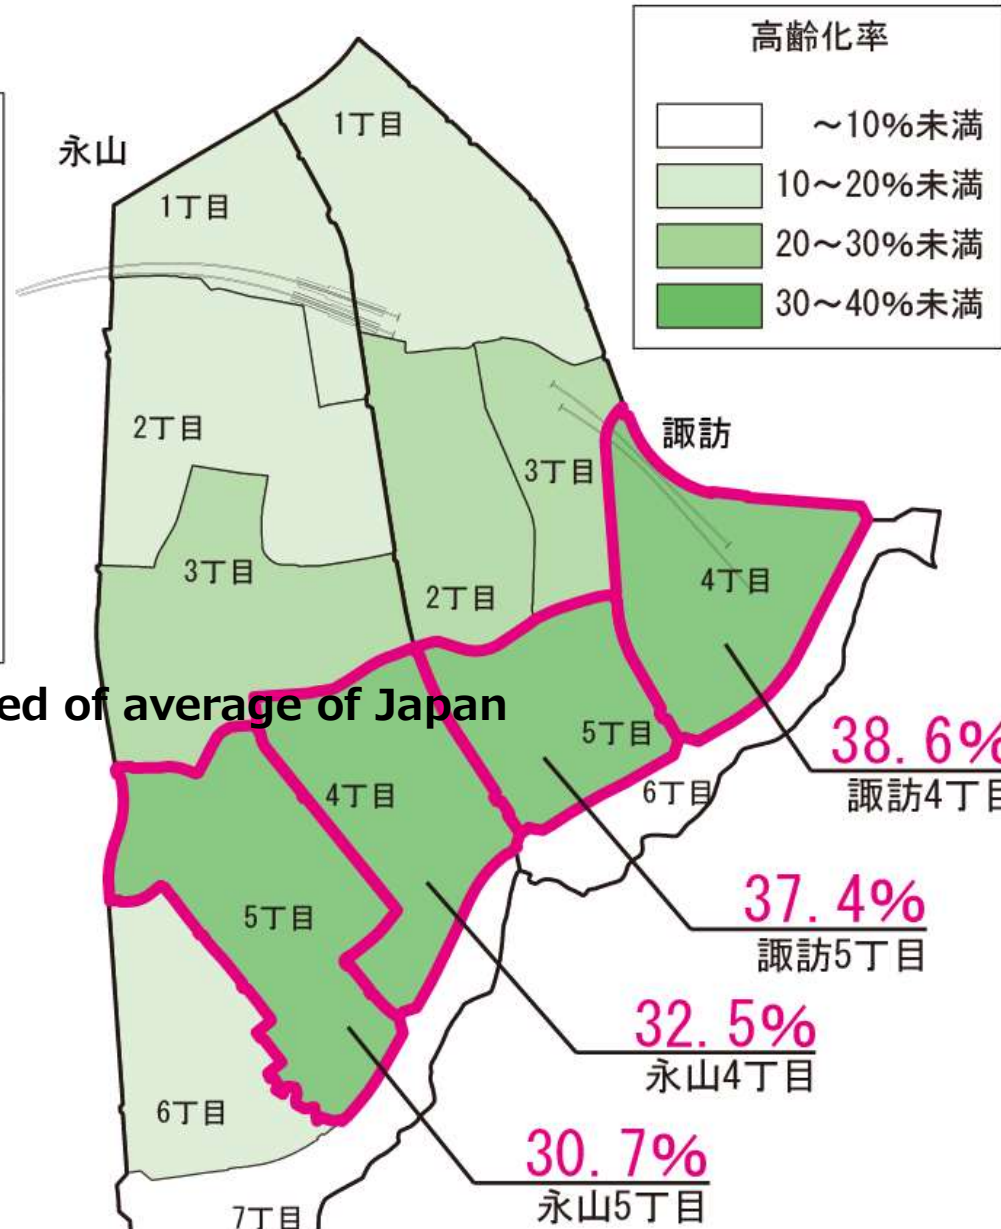 高齢化率
～10%未満
10～20%未満
20～30%未満
30～40%未満
永山
1丁目
1丁目
2丁目
3丁目
諏訪
3丁目
4丁目
2丁目
ed of average of Japan
5丁目
4丁目
6丁目
38.6%
諏訪4丁目
37.4%
諏訪5丁目
5丁目
32.5%
永山4丁目
6丁目
30.7%
永山5丁目
7丁目